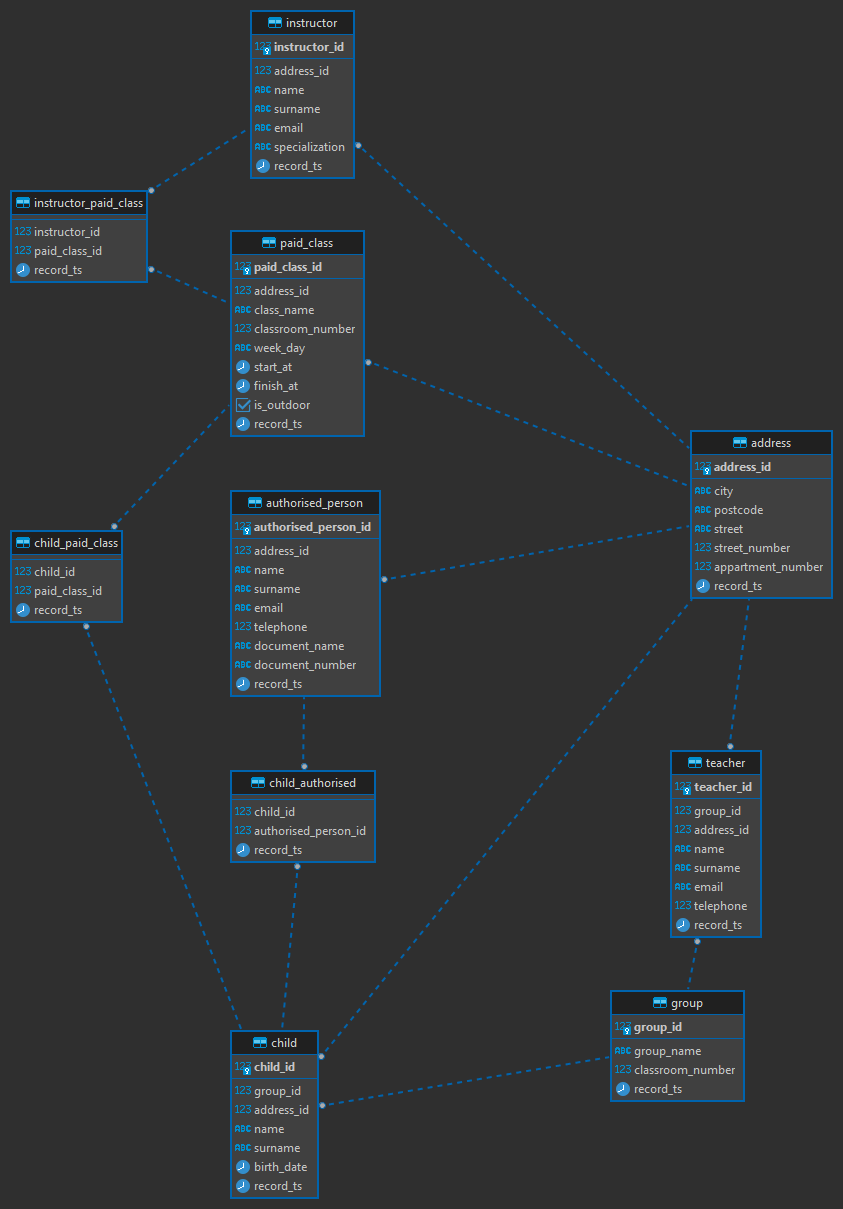 instructor
123 instructor_id
123 address_id
ABC name
ABC surname
ABC email
ABC specialization
record_ts
instructor_paid_class
123 instructor_id
123 paid_class_id
record_ts
paid_class
123 paid_class_id
123 address_id
ABC class_name
123 classroom_number
ABC week_day
start_at
finish_at
is_outdoor
record_ts
address
123 address_id
ABC city
ABC postcode
ABC street
123 street_number
123 appartment_number
record_ts
authorised_person
123 authorised_person_id
123 address_id
ABC name
ABC surname
ABC email
123 telephone
ABC document_name
ABC document_number
record_ts
child_paid_class
123 child_id
123 paid_class_id
record_ts
child_authorised
123 child_id
123 authorised_person_id
record_ts
teacher
123 teacher_id
123 group_id
123 address_id
ABC name
ABC surname
ABC email
123 telephone
record_ts
group
123 group_id
ABC group_name
123 classroom_number
record_ts
child
123 child_id
123 group_id
123 address_id
ABC name
ABC surname
birth_date
record_ts